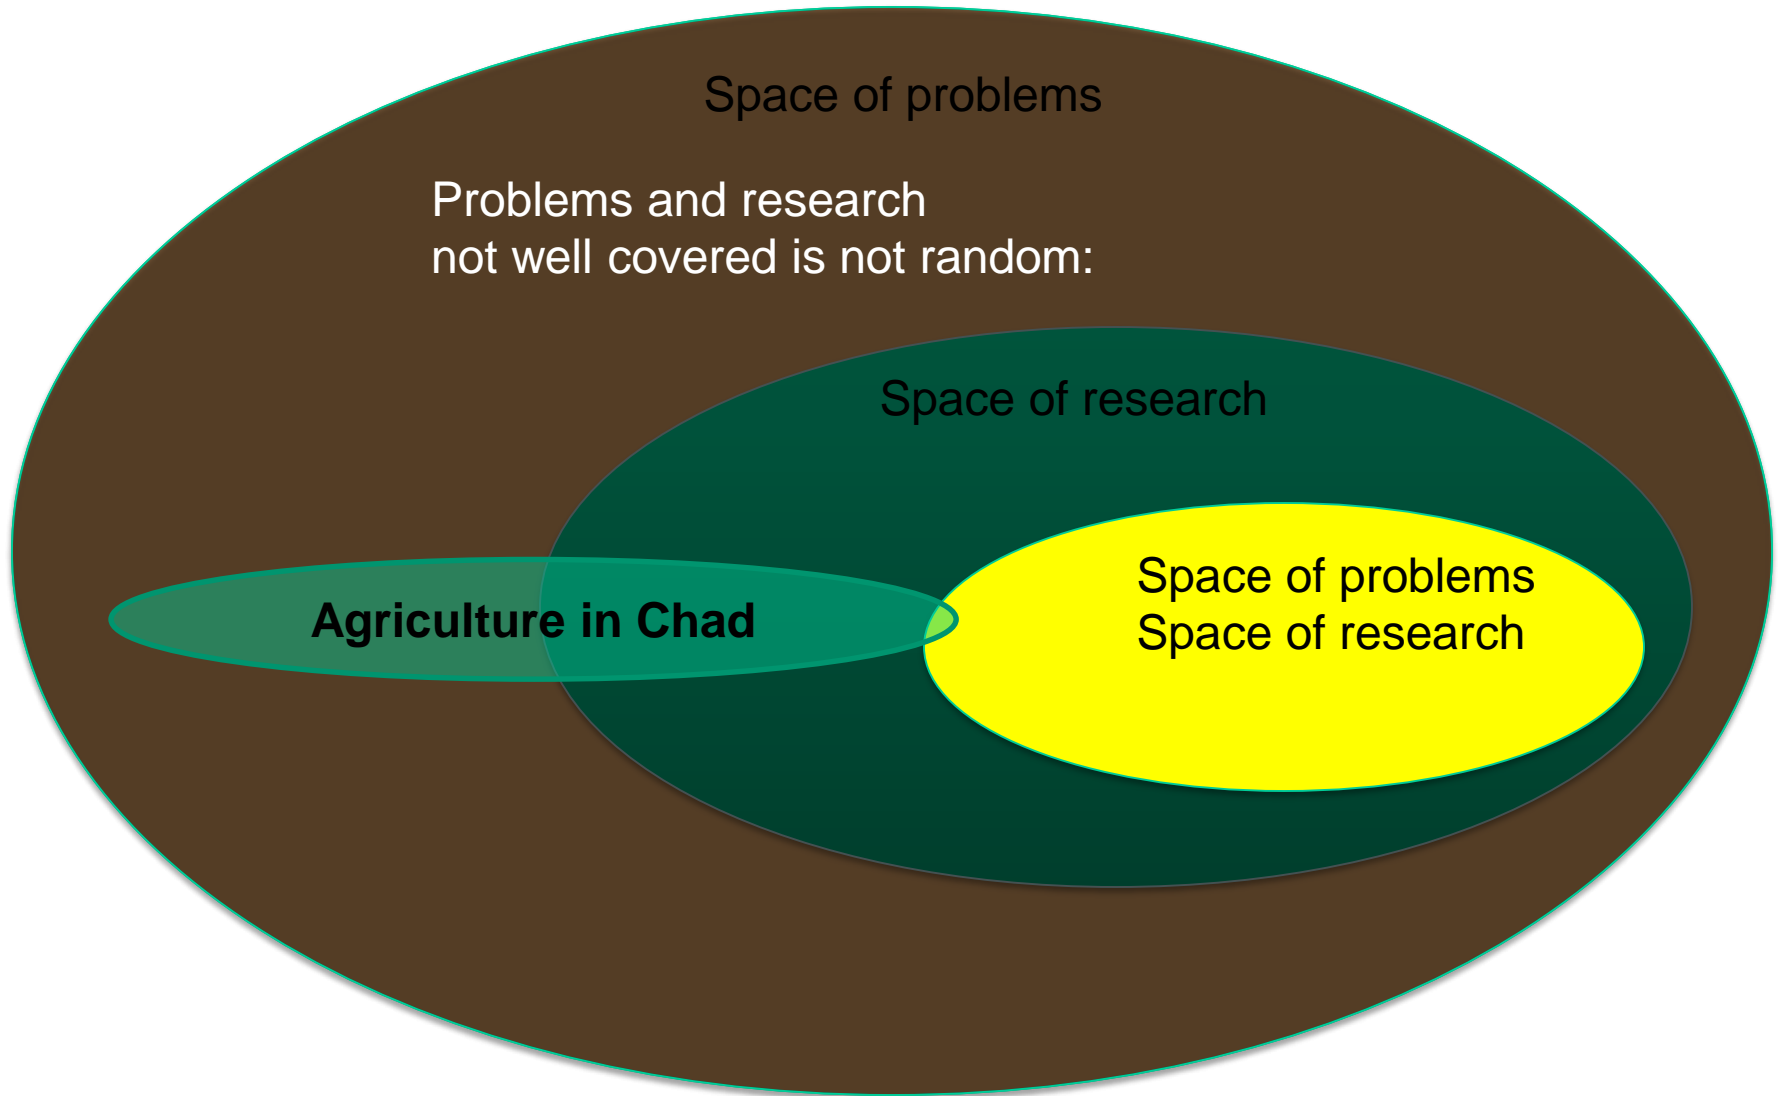 Space of problems
Problems and research
not well covered is not random:
Space of research
Space of problems
Space of research
Agriculture in Chad